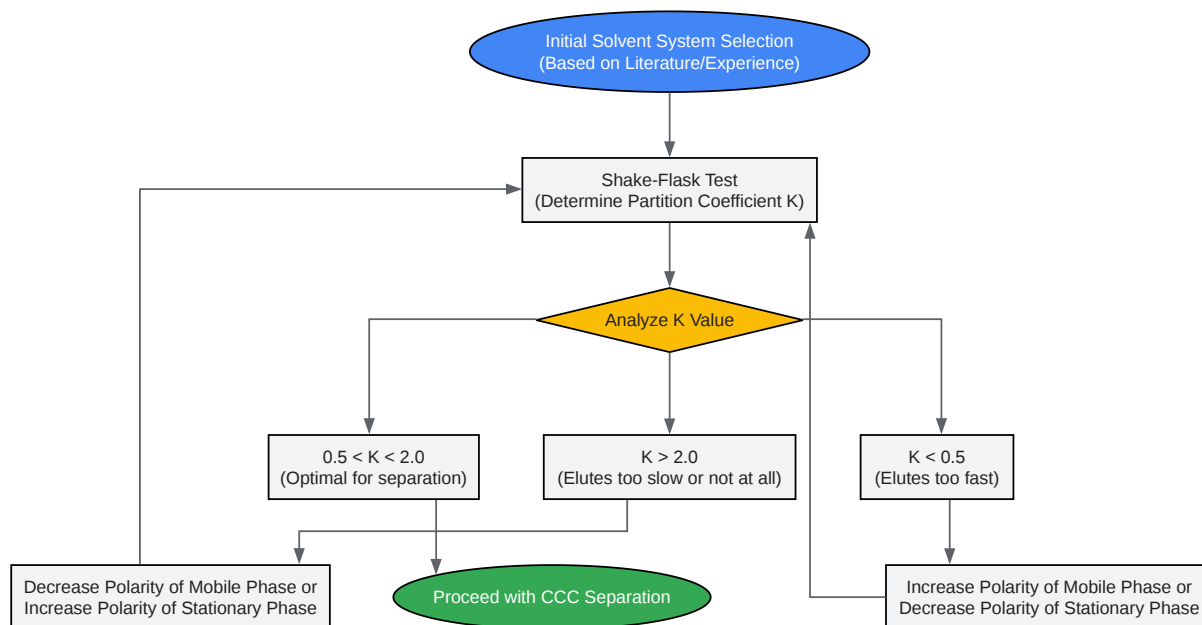 Initial Solvent System Selection
(Based on Literature/Experience)
Shake-Flask Test
(Determine Partition Coefficient K)
Analyze K Value
0.5 < K < 2.0
(Optimal for separation)
K > 2.0
(Elutes too slow or not at all)
K < 0.5
(Elutes too fast)
Decrease Polarity of Mobile Phase or
Increase Polarity of Stationary Phase
Proceed with CCC Separation
Increase Polarity of Mobile Phase or
Decrease Polarity of Stationary Phase